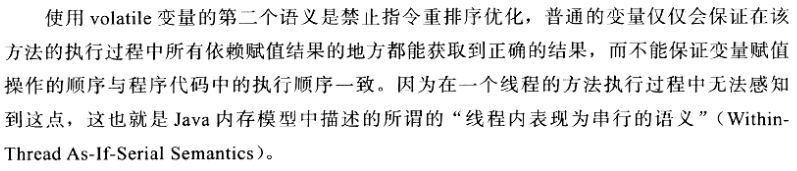 使用 volatile 变量的第二个语义是禁止指令重排序优化，普通的变量仅仅会保证在该
方法的执行过程中所有依赖赋值结果的地方都能获取到正确的结果，而不能保证变量赋值
操作的顺序与程序代码中的执行顺序一致。因为在一个线程的方法执行过程中无法感知
到这点，这也就是 Java 内存模型中描述的所谓的“线程内表现为串行的语义”（Within-
Thread As-If-Serial Semantics）。